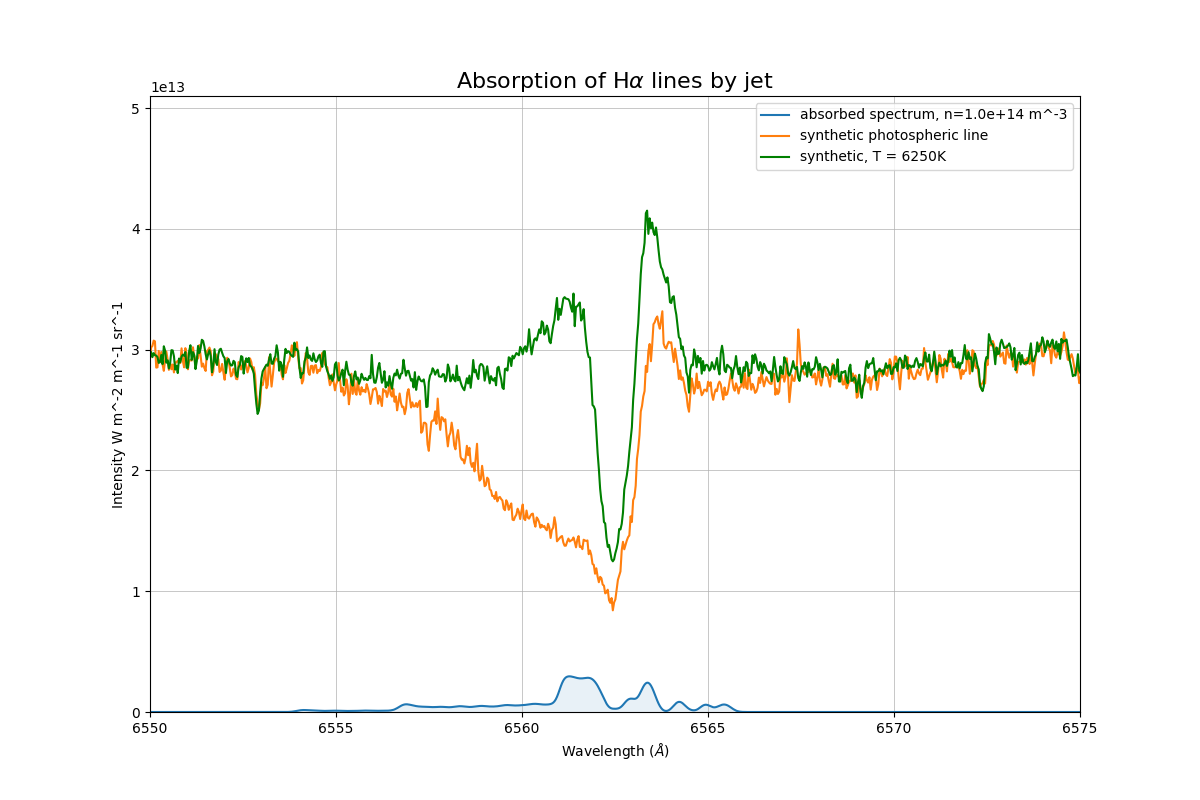 Absorption of Hα lines by jet
1e13
absorbed spectrum, n=1.0e+14 m^-3
synthetic photospheric line
synthetic, T = 6250K
5
4
3
2
1
0
Intensity W m^-2 m^-1 sr^-1
6550
6555
6560
6565
6570
6575
Wavelength (Å)